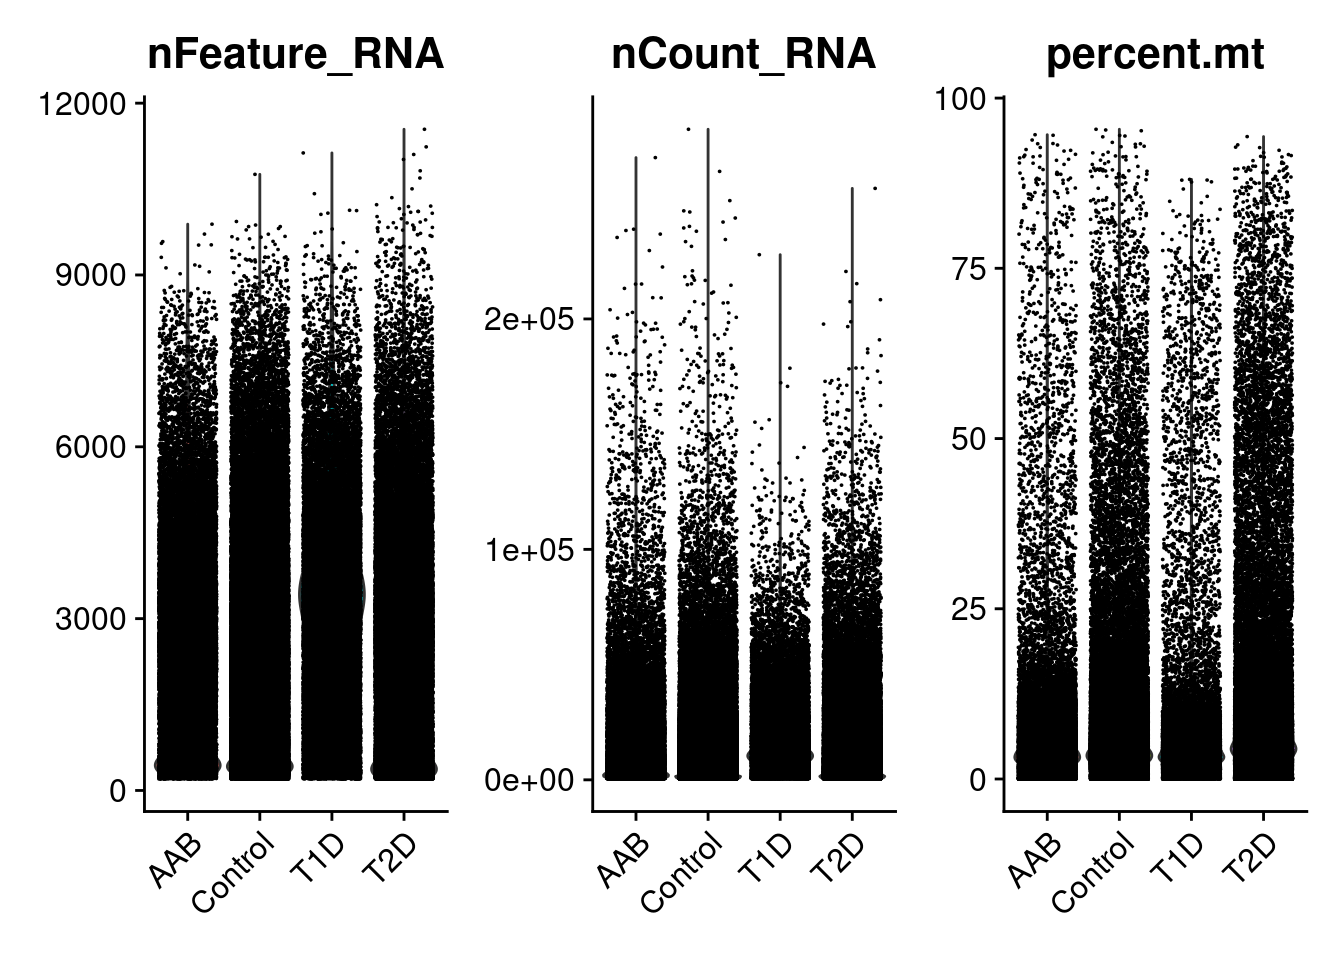 nFeature_RNA
12000
9000
6000
3000
0
AAB
Control
T1D
T2D
nCount_RNA
2e+05
1e+05
0e+00
AAB
Control
T1D
T2D
percent.mt
100
75
50
25
0
AAB
Control
T1D
T2D